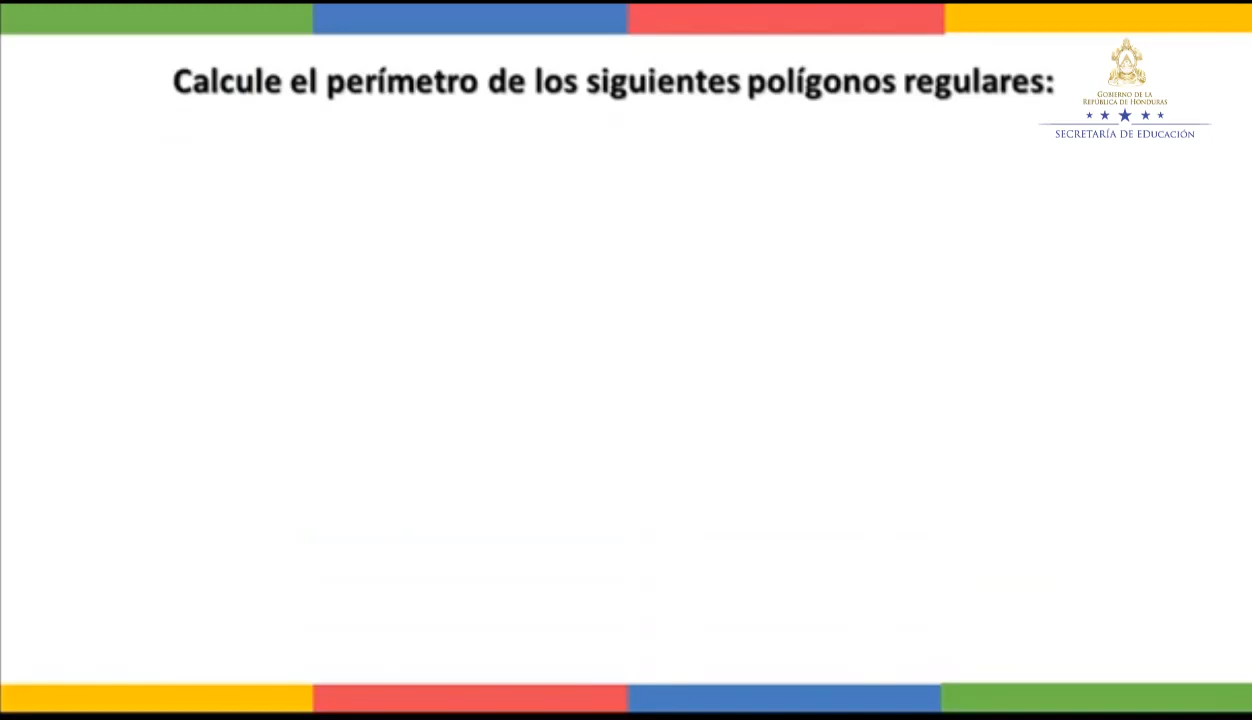 Calcule el perímetro de los siguientes polígonos regulares:
GOBIERNO DE LA
REPÚBLICA DE HONDURAS
SECRETARÍA DE EDUCACIÓN